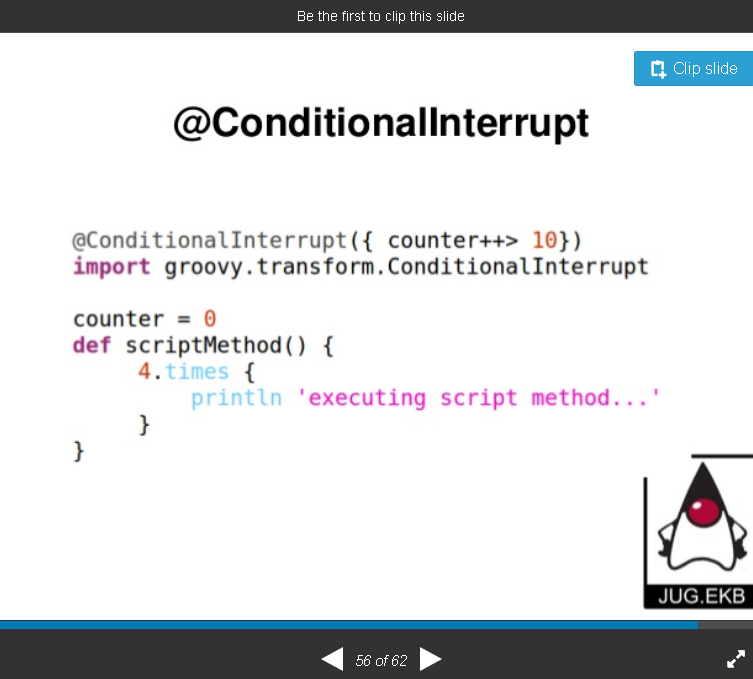 Be the first to clip this slide
Clip slide
@ConditionalInterrupt
@ConditionalInterrupt({ counter++> 10})
import groovy.transform.ConditionalInterrupt
counter = 0
def scriptMethod() {
4.times {
println 'executing script method...'
}
}
JUG.EKB
56 of 62